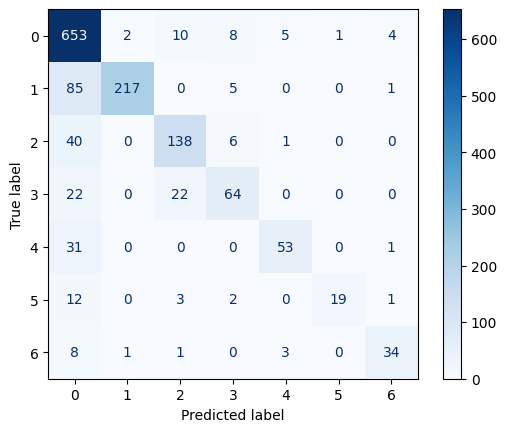 0 653 2 10 8 5 1 4
1 85 217 0 5 0 0 1
2 40 0 138 6 1 0 0
3 22 0 22 64 0 0 0
4 31 0 0 0 53 0 1
5 12 0 3 2 0 19 1
6 8 1 1 0 3 0 34
0 1 2 3 4 5 6
Predicted label
True label
600
500
400
300
200
100
0